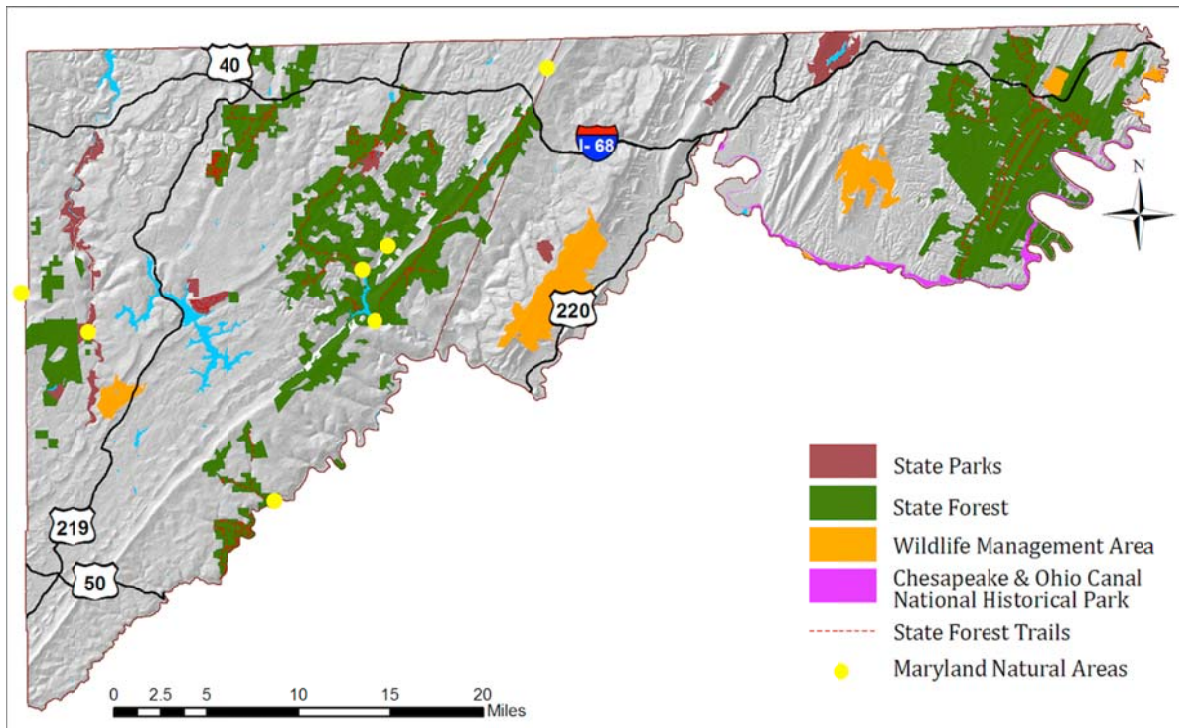 40
I- 68
N
220
219
50
State Parks
State Forest
Wildlife Management Area
Chesapeake & Ohio Canal
National Historical Park
State Forest Trails
Maryland Natural Areas
0 2.5 5 10 15 20
Miles